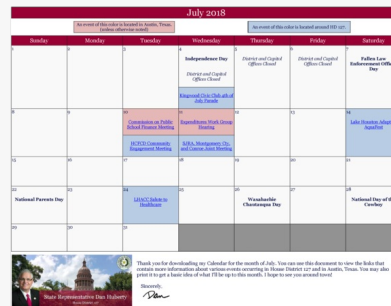 July 2018
An event of this color is located in Austin, Texas.
(unless otherwise noted)
An event of this color is located around HD 127.
Sunday Monday Tuesday Wednesday Thursday Friday Saturday
1 2 3 4 5 6 7
Independence Day
District and Capitol
Offices Closed
Kingwood Civic Club 4th of
July Parade
District and Capitol
Offices Closed
District and Capitol
Offices Closed
Fallen Law
Enforcement Offic
Day
8 9 10 11 12 13 14
Commission on Public
School Finance Meeting
Expenditures Work Group
Hearing
Lake Houston Adapt
Aquafest
HCFCD Community
Engagement Meeting
and Conroe Joint Meeting
15 16 17 18 19 20 21
22 23 24 25 26 27 28
National Parents Day
LHACC Salute to
Healthcare
Waxahachie
Chautauqua Day
National Day of th
Cowboy
29 30 31
State Representative Dan Huberty
Thank you for downloading my Calendar for the month of July. You can use this document to view the links that
contain more information about various events occurring in House District 127 and in Austin, Texas. You may also
print it to get a basic idea of what I'll be up to this month. I hope to see you around town!
Sincerely,
Dan